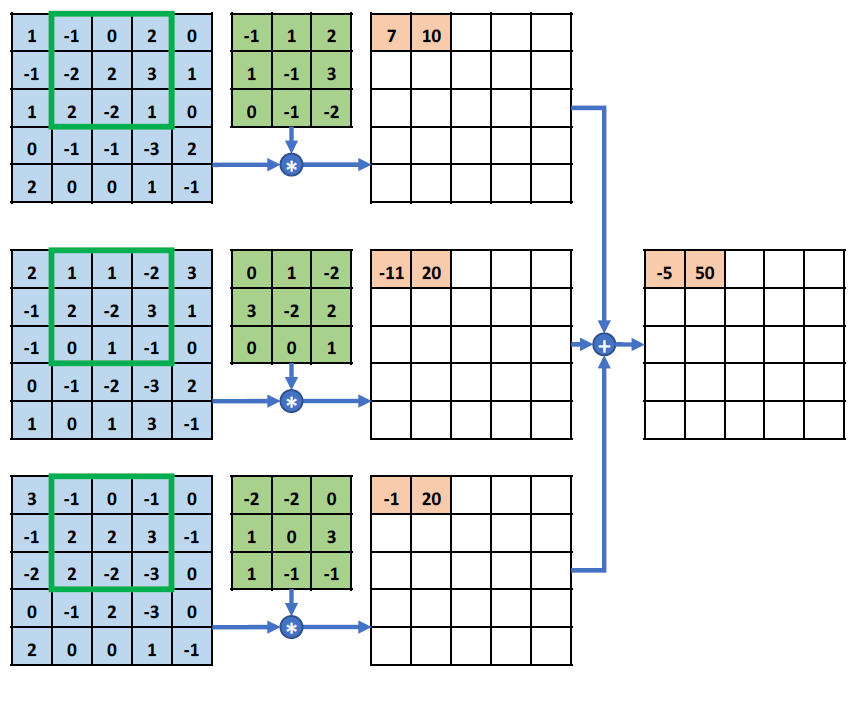 1 -1 0 2 0 -1 1 2 7 10
-1 -2 2 3 1 1 -1 3
1 2 -2 1 0 0 -1 -2
0 -1 -1 -3 2
*
2 0 0 1 -1
2 1 1 -2 3 0 1 -2 -11 20 -5 50
-1 2 -2 3 1 3 -2 2
-1 0 1 -1 0 0 0 1
+
0 -1 -2 -3 2
*
1 0 1 3 -1
3 -1 0 -1 0 -2 -2 0 -1 20
-1 2 2 3 -1 1 0 3
-2 2 -2 -3 0 1 -1 -1
0 -1 2 -3 0
*
2 0 0 1 -1